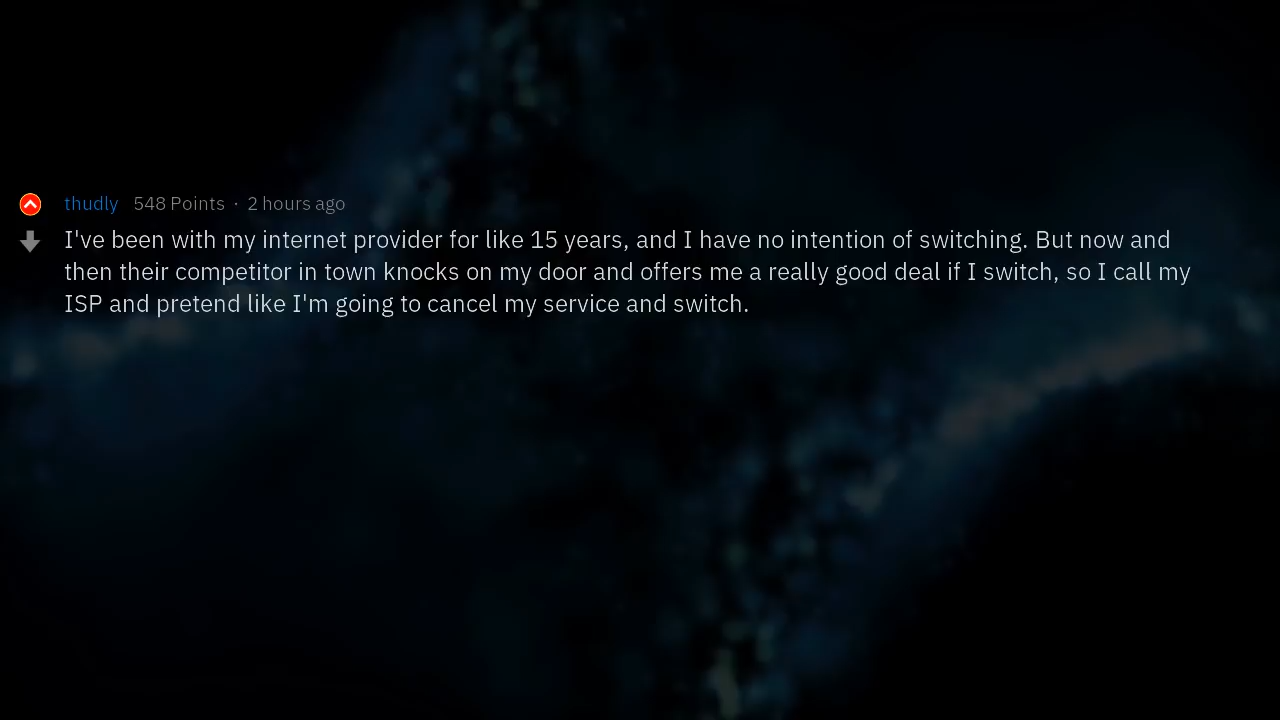 thudly 548 Points · 2 hours ago
I've been with my internet provider for like 15 years, and I have no intention of switching. But now and
then their competitor in town knocks on my door and offers me a really good deal if I switch, so I call my
ISP and pretend like I'm going to cancel my service and switch.